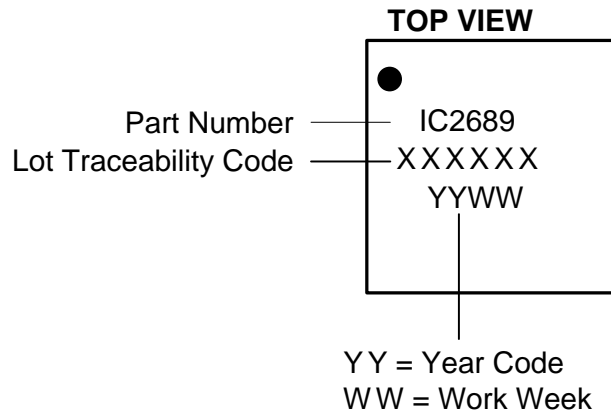 TOP VIEW
Part Number
IC2689
Lot Traceability Code
XXXXXX
YYWW
YY = Year Code
WW = Work Week